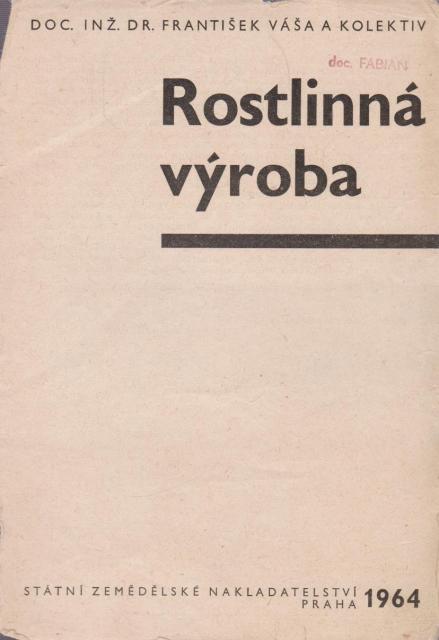 DOC. INŽ. DR. FRANTIŠEK VÁŠA A KOLEKTIV
doc. FABIAN
Rostlinná
výroba
STÁTNÍ ZEMĚDĚLSKÉ NAKLADATELSTVÍ
PRAHA 1964